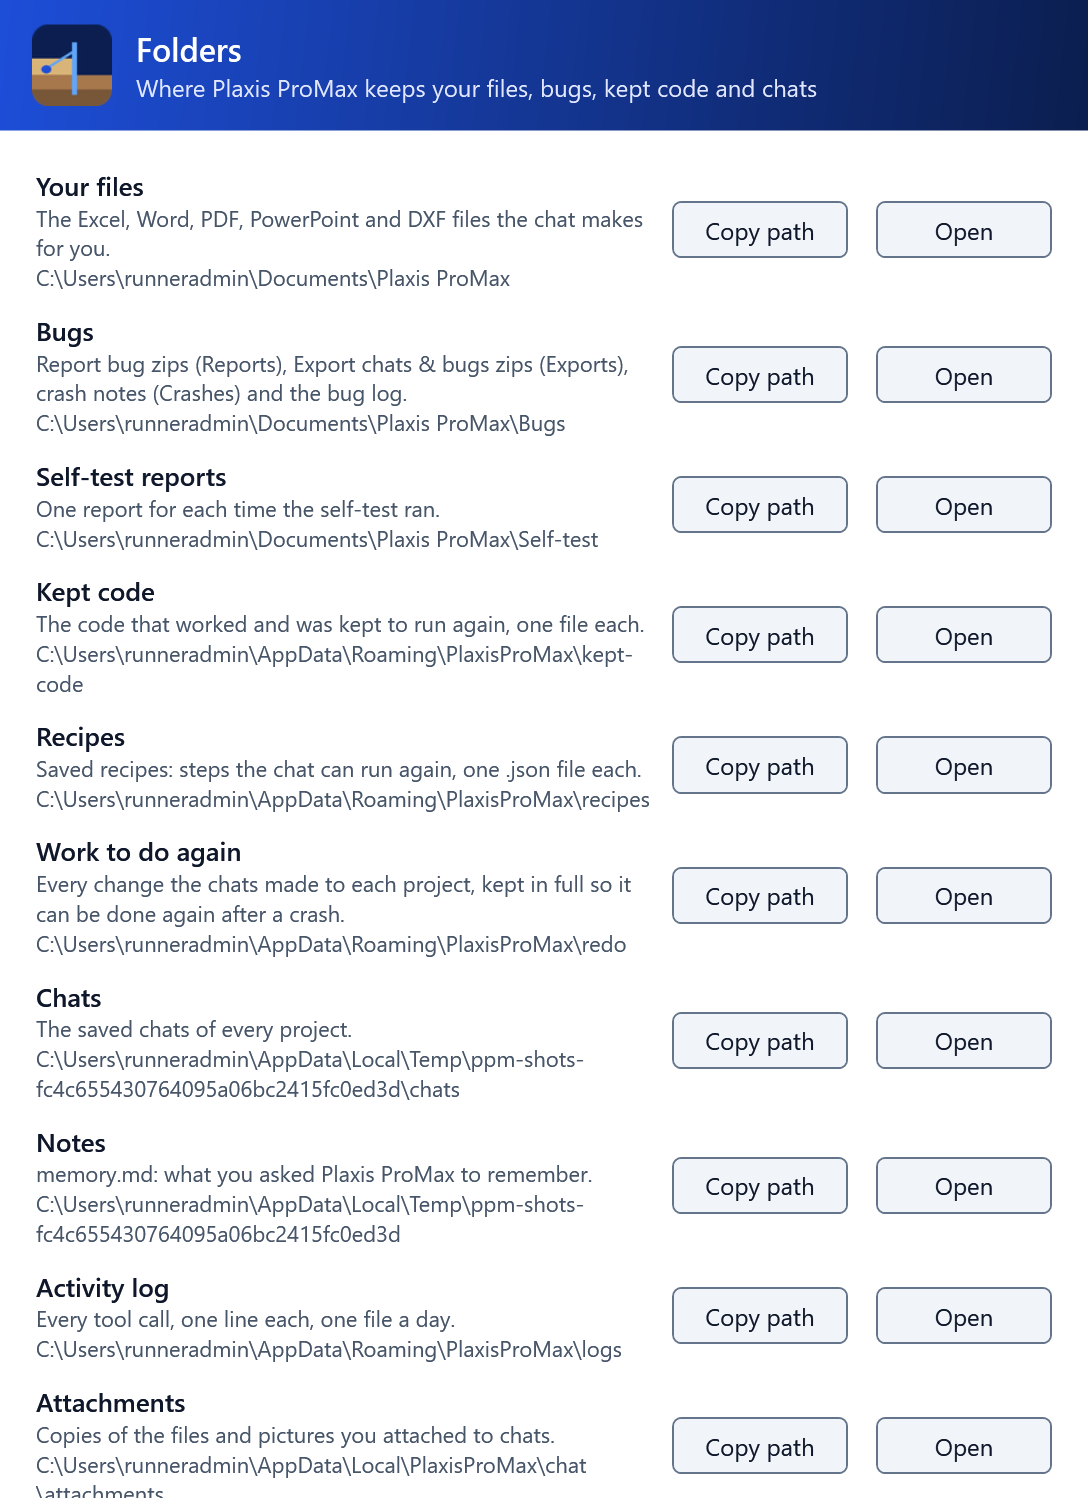 Folders
Where Plaxis ProMax keeps your files, bugs, kept code and chats
Your files
The Excel, Word, PDF, PowerPoint and DXF files the chat makes
for you.
C:\Users\runneradmin\Documents\Plaxis ProMax
Copy path
Open
Bugs
Report bug zips (Reports), Export chats & bugs zips (Exports),
crash notes (Crashes) and the bug log.
C:\Users\runneradmin\Documents\Plaxis ProMax\Bugs
Copy path
Open
Self-test reports
One report for each time the self-test ran.
C:\Users\runneradmin\Documents\Plaxis ProMax\Self-test
Copy path
Open
Kept code
The code that worked and was kept to run again, one file each.
C:\Users\runneradmin\AppData\Roaming\PlaxisProMax\kept-
code
Copy path
Open
Recipes
Saved recipes: steps the chat can run again, one .json file each.
C:\Users\runneradmin\AppData\Roaming\PlaxisProMax\recipes
Copy path
Open
Work to do again
Every change the chats made to each project, kept in full so it
can be done again after a crash.
C:\Users\runneradmin\AppData\Roaming\PlaxisProMax\redo
Copy path
Open
Chats
The saved chats of every project.
C:\Users\runneradmin\AppData\Local\Temp\ppm-shots-
fc4c655430764095a06bc2415fc0ed3d\chats
Copy path
Open
Notes
memory.md: what you asked Plaxis ProMax to remember.
C:\Users\runneradmin\AppData\Local\Temp\ppm-shots-
fc4c655430764095a06bc2415fc0ed3d
Copy path
Open
Activity log
Every tool call, one line each, one file a day.
C:\Users\runneradmin\AppData\Roaming\PlaxisProMax\logs
Copy path
Open
Attachments
Copies of the files and pictures you attached to chats.
C:\Users\runneradmin\AppData\Local\PlaxisProMax\chat
\attachments
Copy path
Open